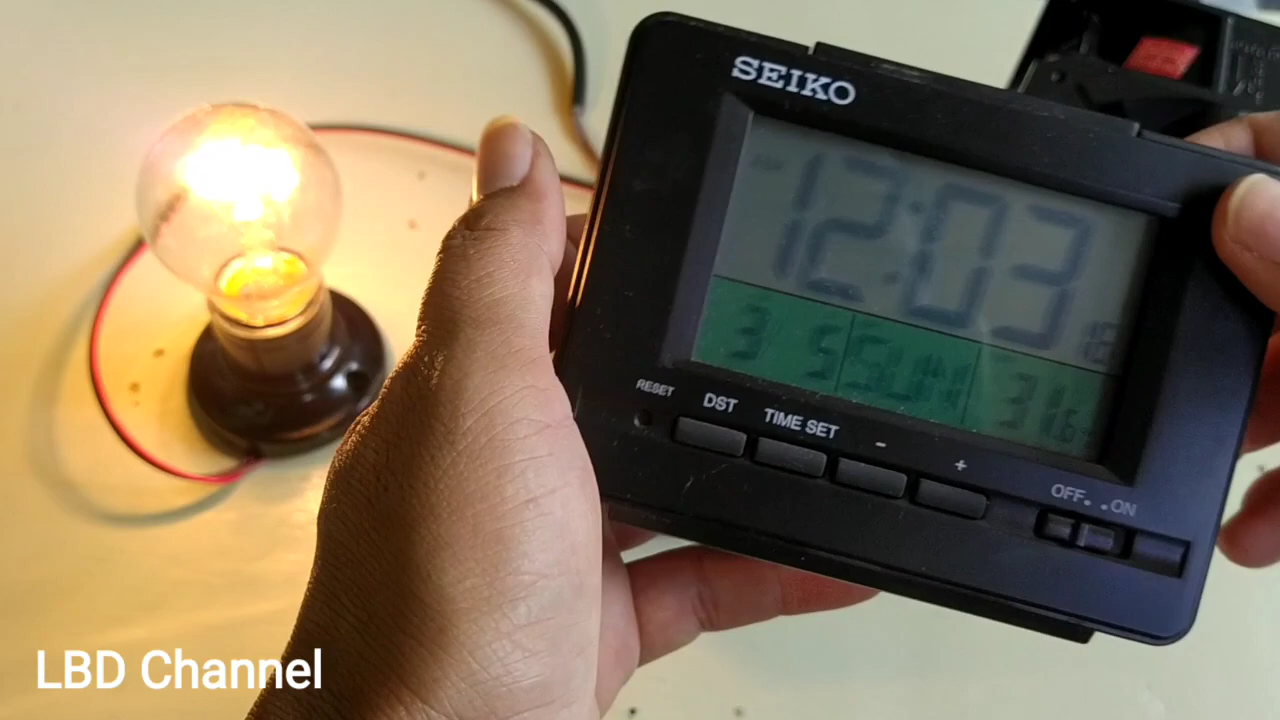 SEIKO
12:03
3 5 SUN 31.6
RESET DST TIME SET - +
OFF . . ON
LBD Channel